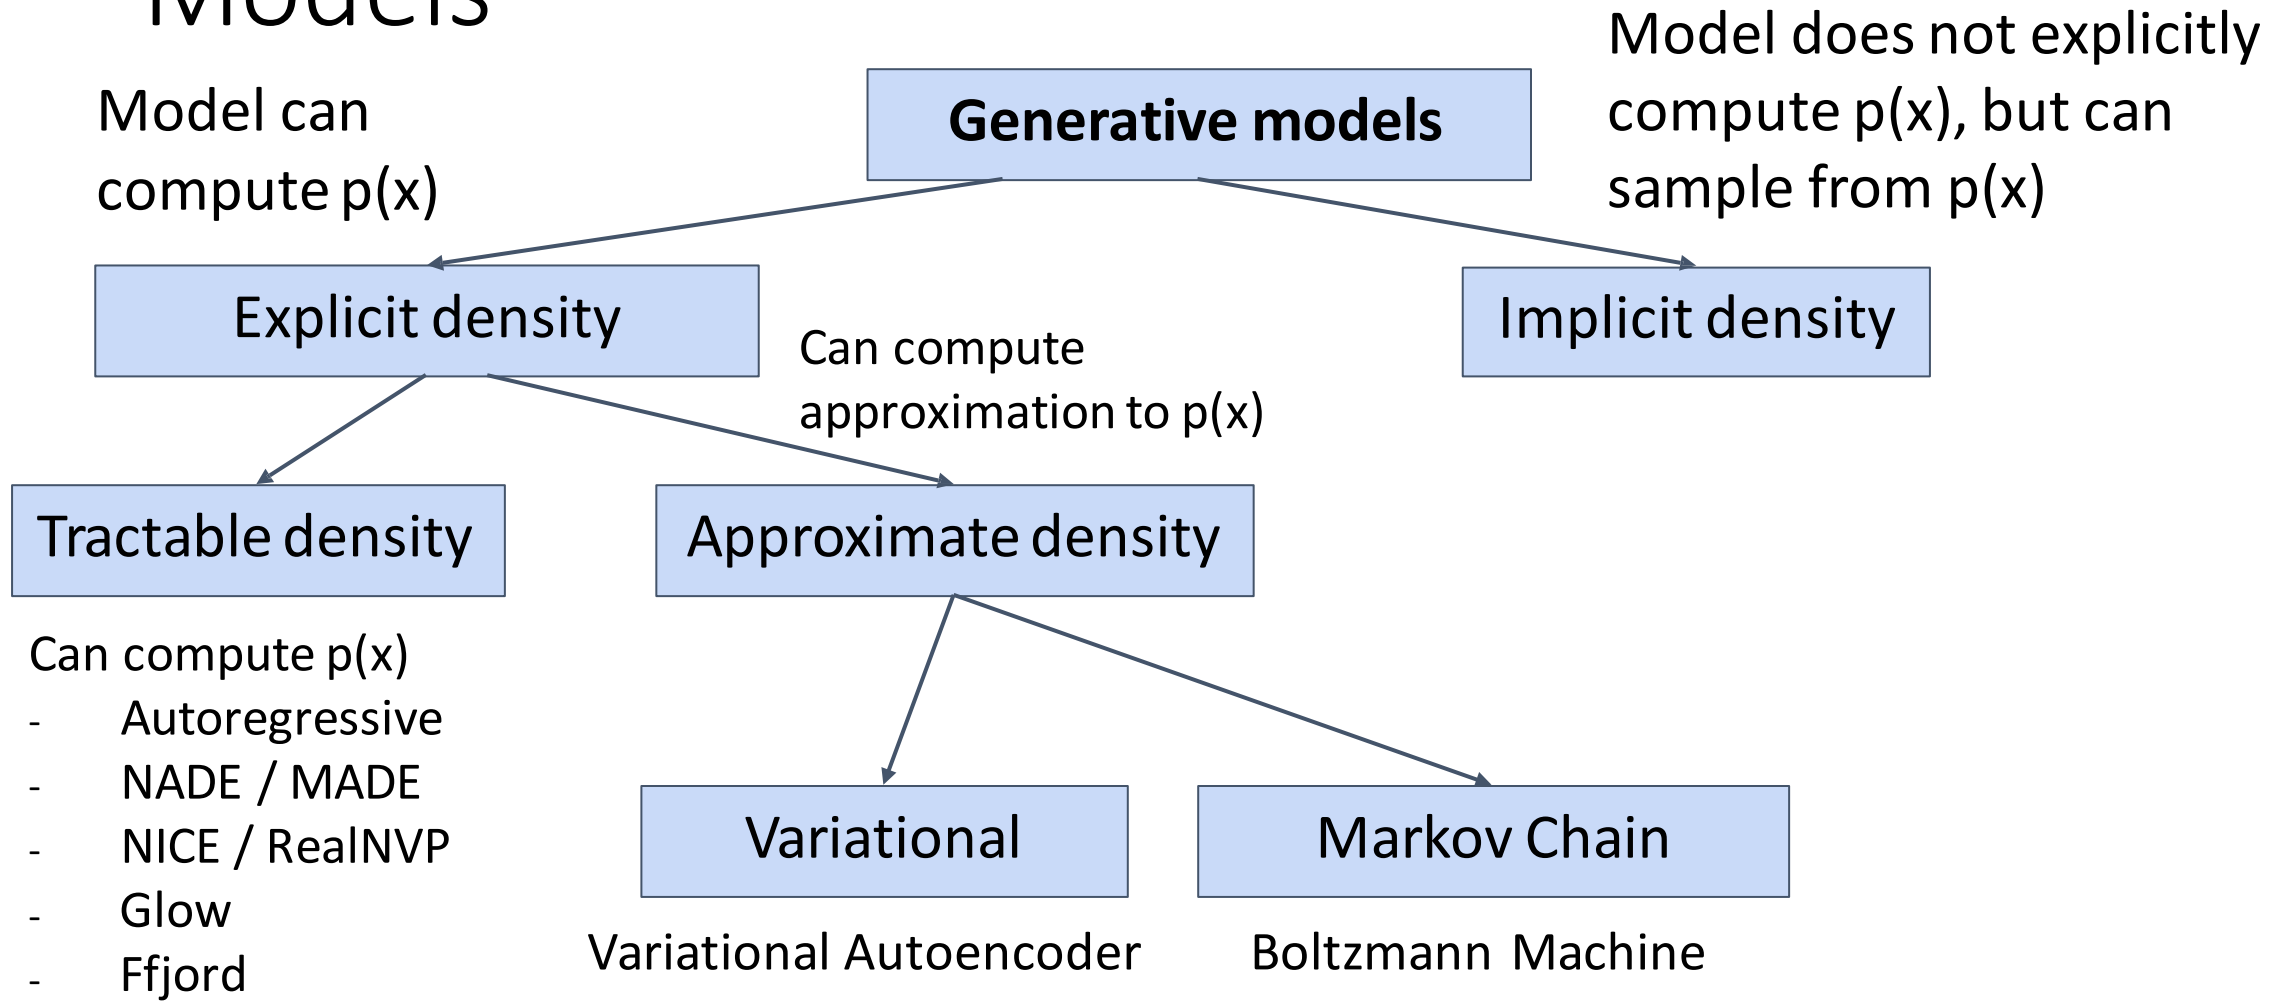 Models
Model can
compute p(x)
Generative models
Model does not explicitly
compute p(x), but can
sample from p(x)
Explicit density
Can compute
approximation to p(x)
Implicit density
Tractable density
Approximate density
Can compute p(x)
- Autoregressive
- NADE / MADE
- NICE / RealNVP
- Glow
- Ffjord
Variational
Markov Chain
Variational Autoencoder
Boltzmann Machine